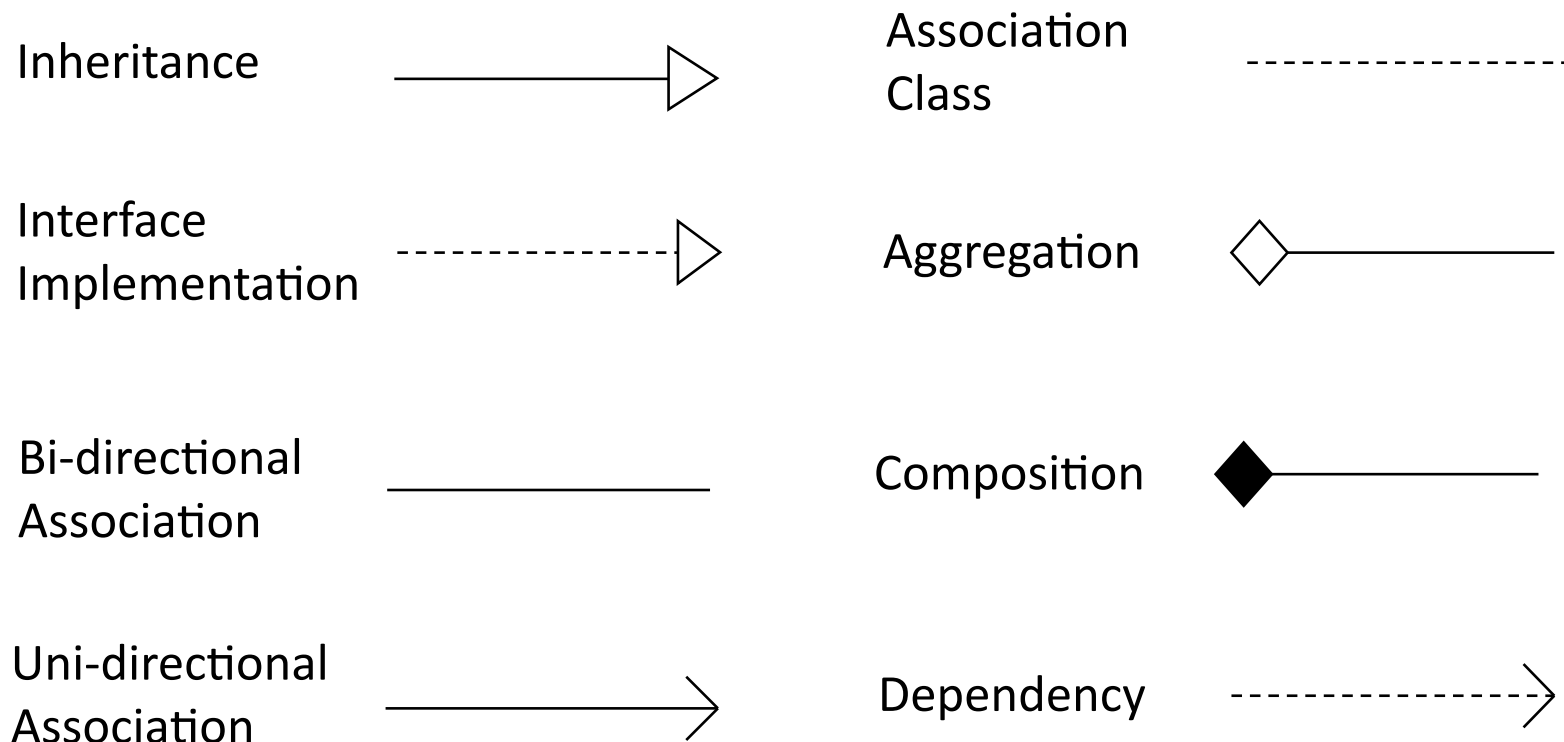 Inheritance
Interface
Implementation
Bi-directional
Association
Uni-directional
Association
Association
Class
Aggregation
Composition
Dependency